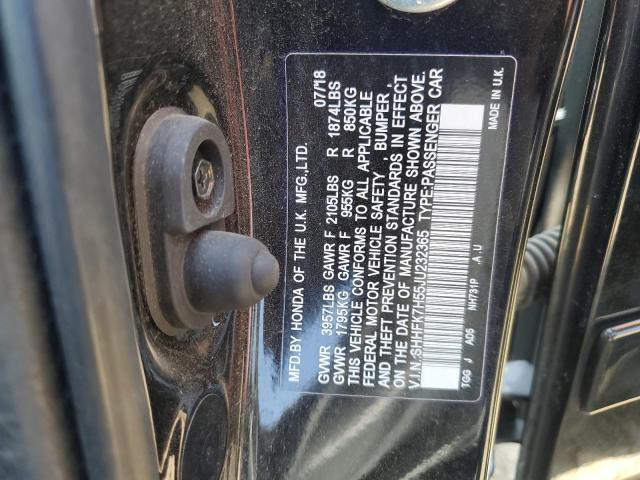 MFD.BY HONDA OF THE U.K. MFG.,LTD. 07/18
GVWR 3957LBS GAWR F 2105LBS R 1874LBS
GVWR 1795KG GAWR F 955KG R 850KG
THIS VEHICLE CONFORMS TO ALL APPLICABLE
FEDERAL MOTOR VEHICLE SAFETY , BUMPER ,
AND THEFT PREVENTION STANDARDS IN EFFECT
ON THE DATE OF MANUFACTURE SHOWN ABOVE.
V.I.N.:SHHFK7H55JU232365 TYPE:PASSENGER CAR
1GG J AD5 NH731P .A,U MADE IN U.K.